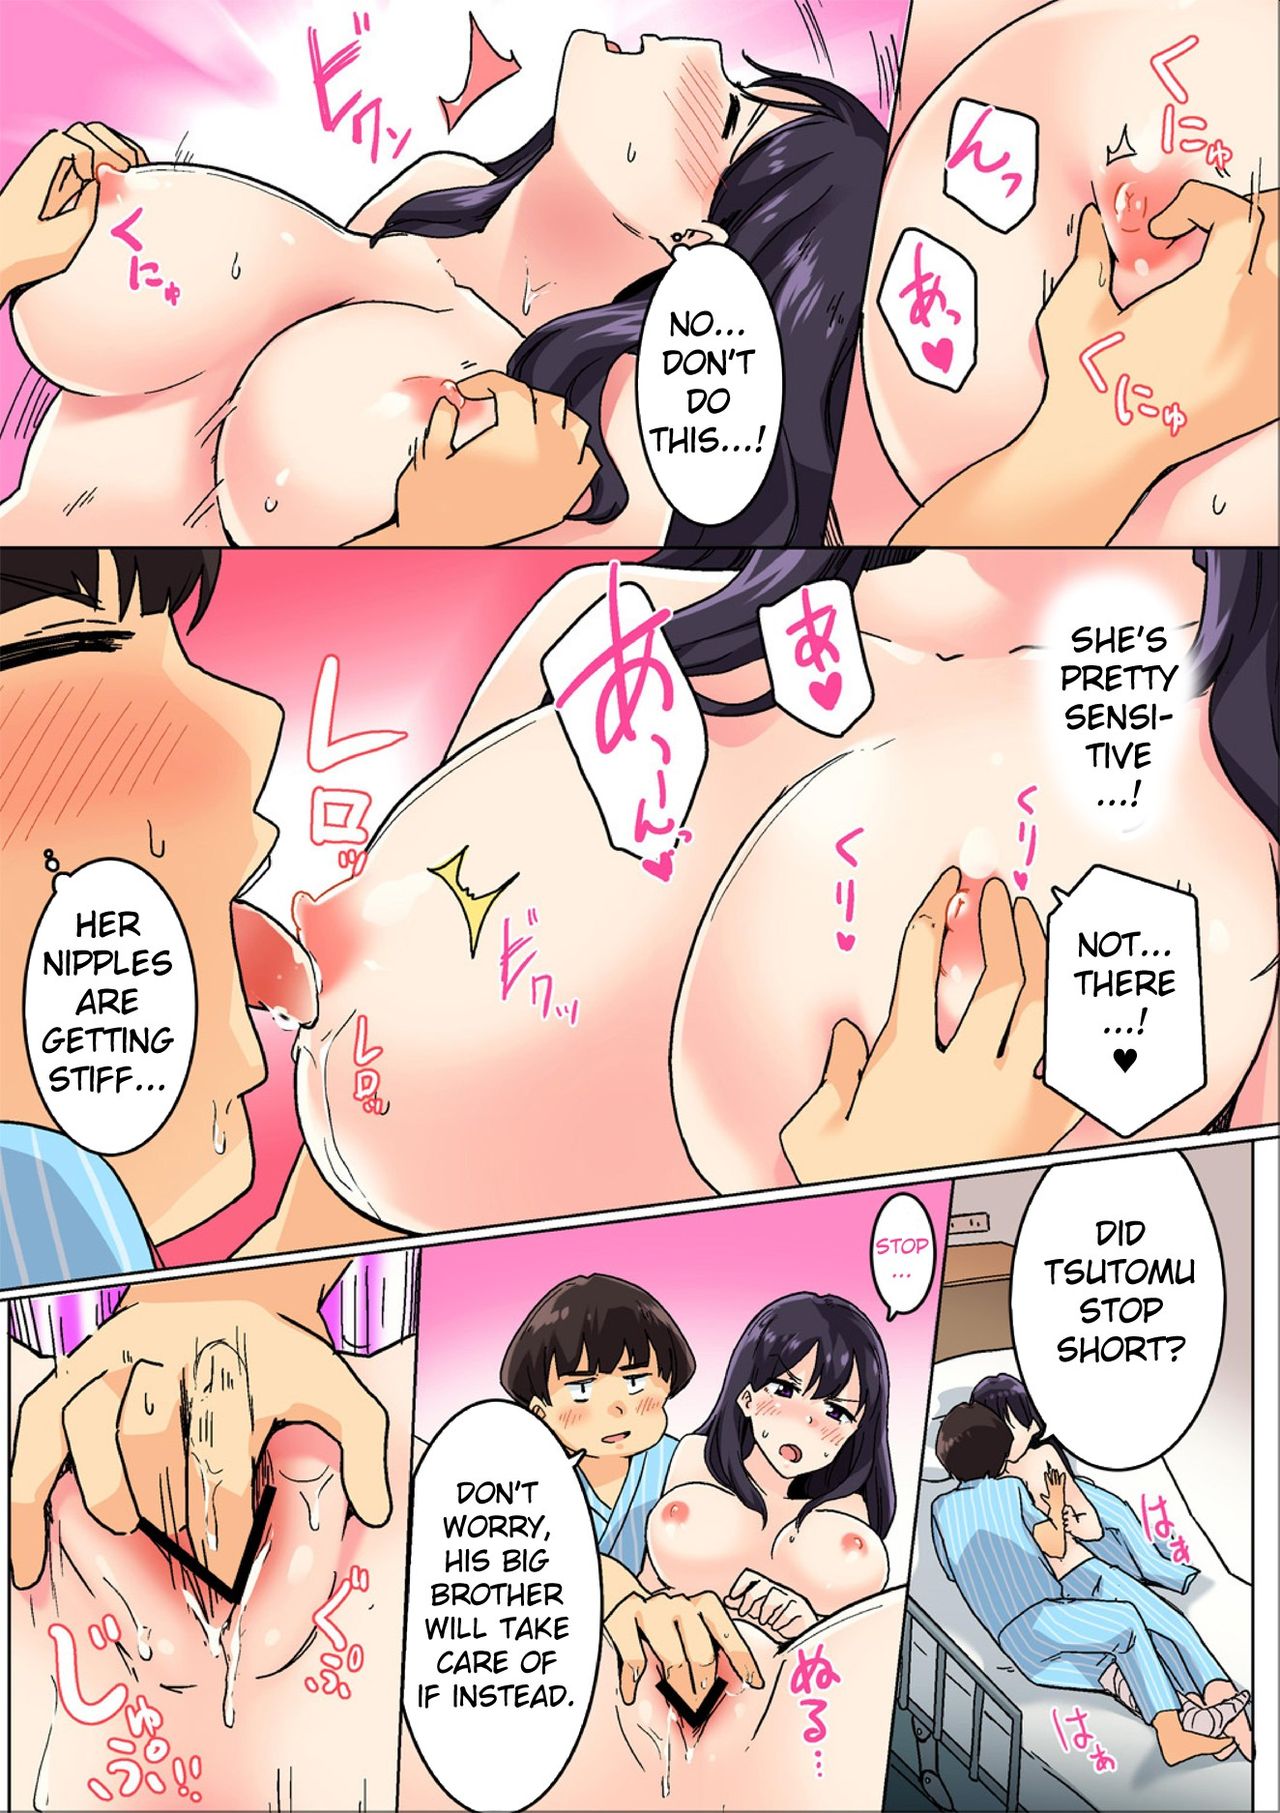 くにゅ
んっ
あっ♥
くにゅ
ビクンッ
くにゅ
NO...
DON'T
DO
THIS...!
SHE'S
PRETTY
SENSI-
TIVE
...!
NOT...
THERE
...!
♥
くり♥
くり♥
あ♥
あっーんっ♥
ビクッ
レロッ
レロッ
HER
NIPPLES
ARE
GETTING
STIFF...
DID
TSUTOMU
STOP
SHORT?
はぁ
はぁ
STOP
...
DON'T
WORRY,
HIS BIG
BROTHER
WILL TAKE
CARE OF
IF INSTEAD.
ぬる…
ぐぷ
じゅぷ!!